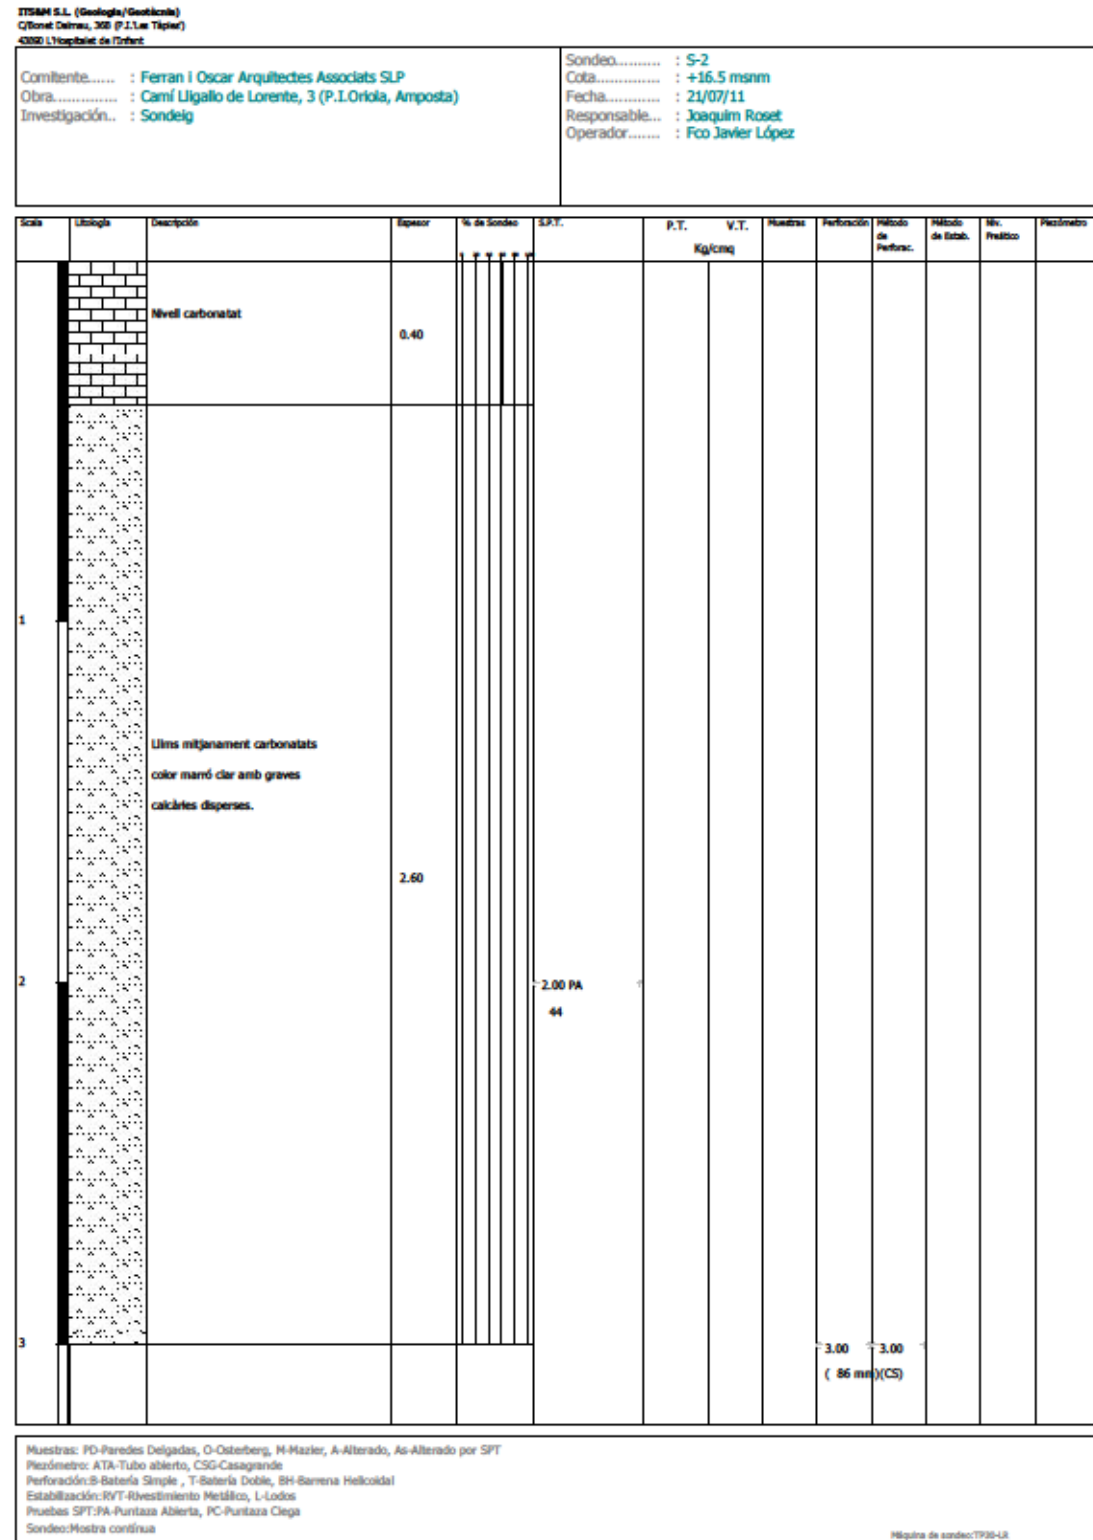 ITS&M S.L. (Geologia/Geotècnia)
C/Bonet Dalmau, 36B (P.I."Les Tàpies")
43890 L'Hospitalet de l'Infant
Comitente...... : Ferran i Oscar Arquitectes Associats SLP
Obra............... : Camí Lligallo de Lorente, 3 (P.I.Oriola, Amposta)
Investigación.. : Sondeig
Sondeo.......... : S-2
Cota............... : +16.5 msnm
Fecha............ : 21/07/11
Responsable... : Joaquim Roset
Operador....... : Fco Javier López
Scala Litología Descripción Espesor % de Sondeo S.P.T. P.T. V.T. Kg/cmq Muestras Perforación Método de Perforac. Método de Estab. Niv. Freático Piezómetro
Nivell carbonatat
0.40
1
Llims mitjanament carbonatats
color marró clar amb graves
calcàries disperses.
2.60
2
2.00 PA
44
3
3.00 3.00
( 86 mm)(CS)
Muestras: PD-Paredes Delgadas, O-Osterberg, M-Mazier, A-Alterado, As-Alterado por SPT
Piezómetro: ATA-Tubo abierto, CSG-Casagrande
Perforación:B-Batería Simple , T-Batería Doble, BH-Barrena Helicoidal
Estabilización:RVT-Rivestimiento Metálico, L-Lodos
Pruebas SPT:PA-Puntaza Abierta, PC-Puntaza Ciega
Sondeo:Mostra contínua
Máquina de sondeo:TP30-LR